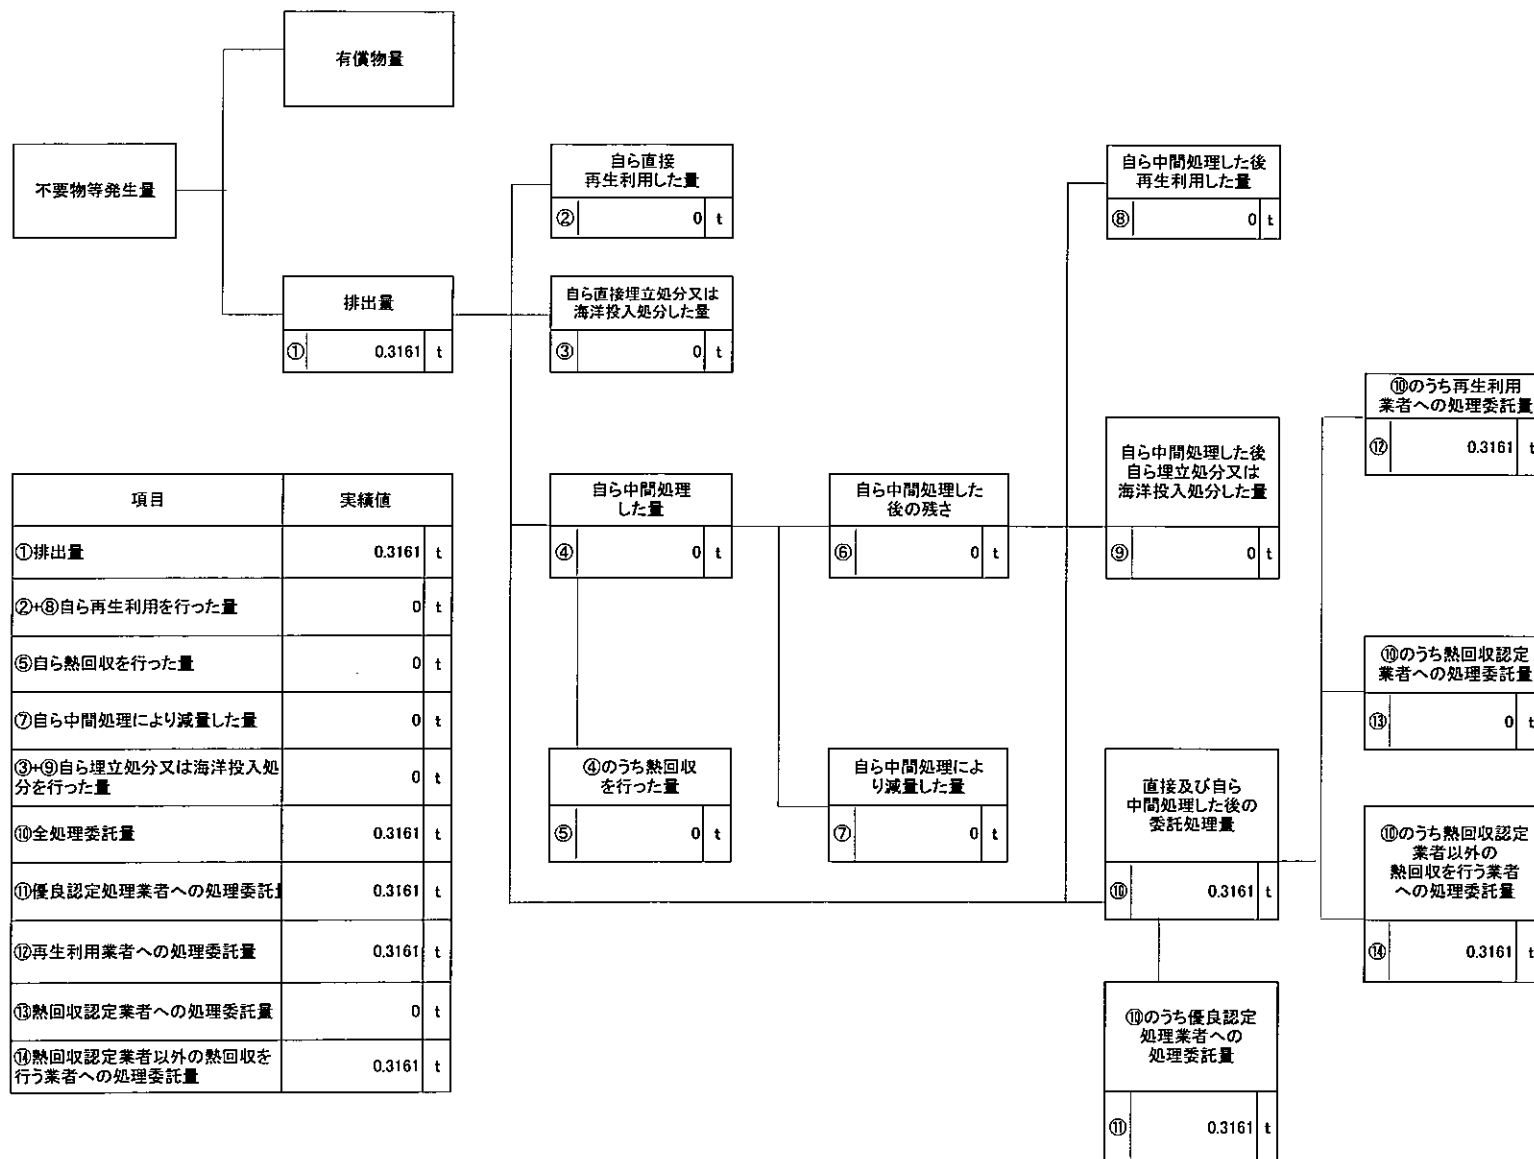 有償物量
不要物等発生量
排出量
① 0.3161 t
自ら直接
再生利用した量
② 0 t
自ら直接埋立処分又は
海洋投入処分した量
③ 0 t
自ら中間処理
した量
④ 0 t
④のうち熱回収
を行った量
⑤ 0 t
自ら中間処理した
後の残さ
⑥ 0 t
自ら中間処理によ
り減量した量
⑦ 0 t
自ら中間処理した後
再生利用した量
⑧ 0 t
自ら中間処理した後
自ら埋立処分又は
海洋投入処分した量
⑨ 0 t
直接及び自ら
中間処理した後の
委託処理量
⑩ 0.3161 t
⑩のうち優良認定
処理業者への
処理委託量
⑪ 0.3161 t
⑩のうち再生利用
業者への処理委託量
⑫ 0.3161 t
⑩のうち熱回収認定
業者への処理委託量
⑬ 0 t
⑩のうち熱回収認定
業者以外の
熱回収を行う業者
への処理委託量
⑭ 0.3161 t
項目 実績値
①排出量 0.3161 t
②+⑧自ら再生利用を行った量 0 t
⑤自ら熱回収を行った量 0 t
⑦自ら中間処理により減量した量 0 t
③+⑨自ら埋立処分又は海洋投入処
分を行った量 0 t
⑩全処理委託量 0.3161 t
⑪優良認定処理業者への処理委託量 0.3161 t
⑫再生利用業者への処理委託量 0.3161 t
⑬熱回収認定業者への処理委託量 0 t
⑭熱回収認定業者以外の熱回収を
行う業者への処理委託量 0.3161 t